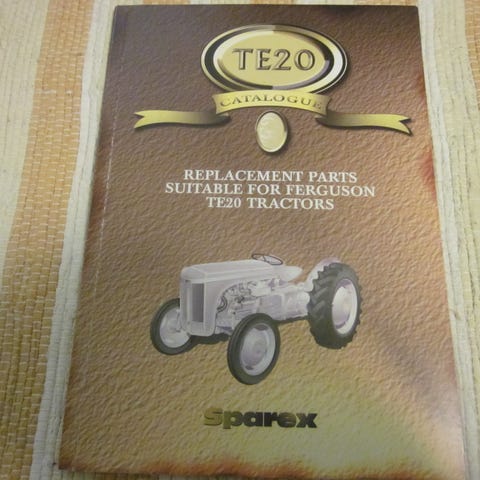 TE20
CATALOGUE
REPLACEMENT PARTS
SUITABLE FOR FERGUSON
TE20 TRACTORS
Sparex